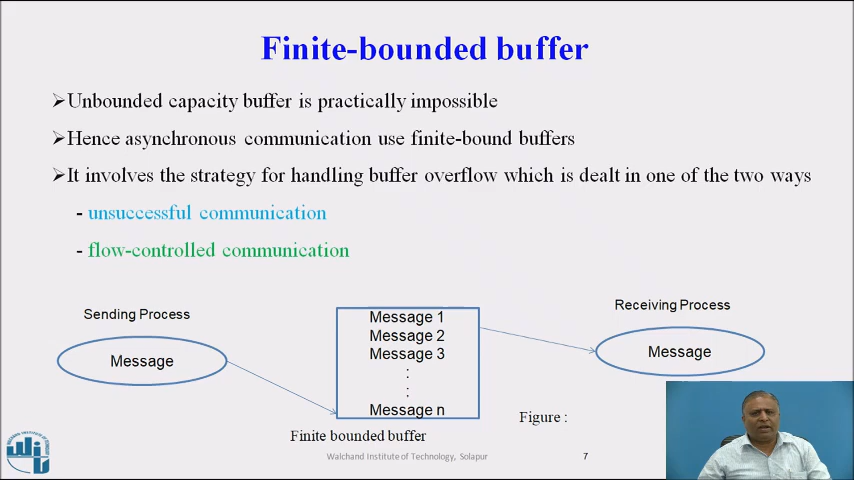 Finite-bounded buffer
➢Unbounded capacity buffer is practically impossible
➢Hence asynchronous communication use finite-bound buffers
➢It involves the strategy for handling buffer overflow which is dealt in one of the two ways
- unsuccessful communication
- flow-controlled communication
Sending Process
Message
Message 1
Message 2
Message 3
:
:
Message n
Finite bounded buffer
Receiving Process
Message
Figure :
Walchand Institute of Technology, Solapur
7